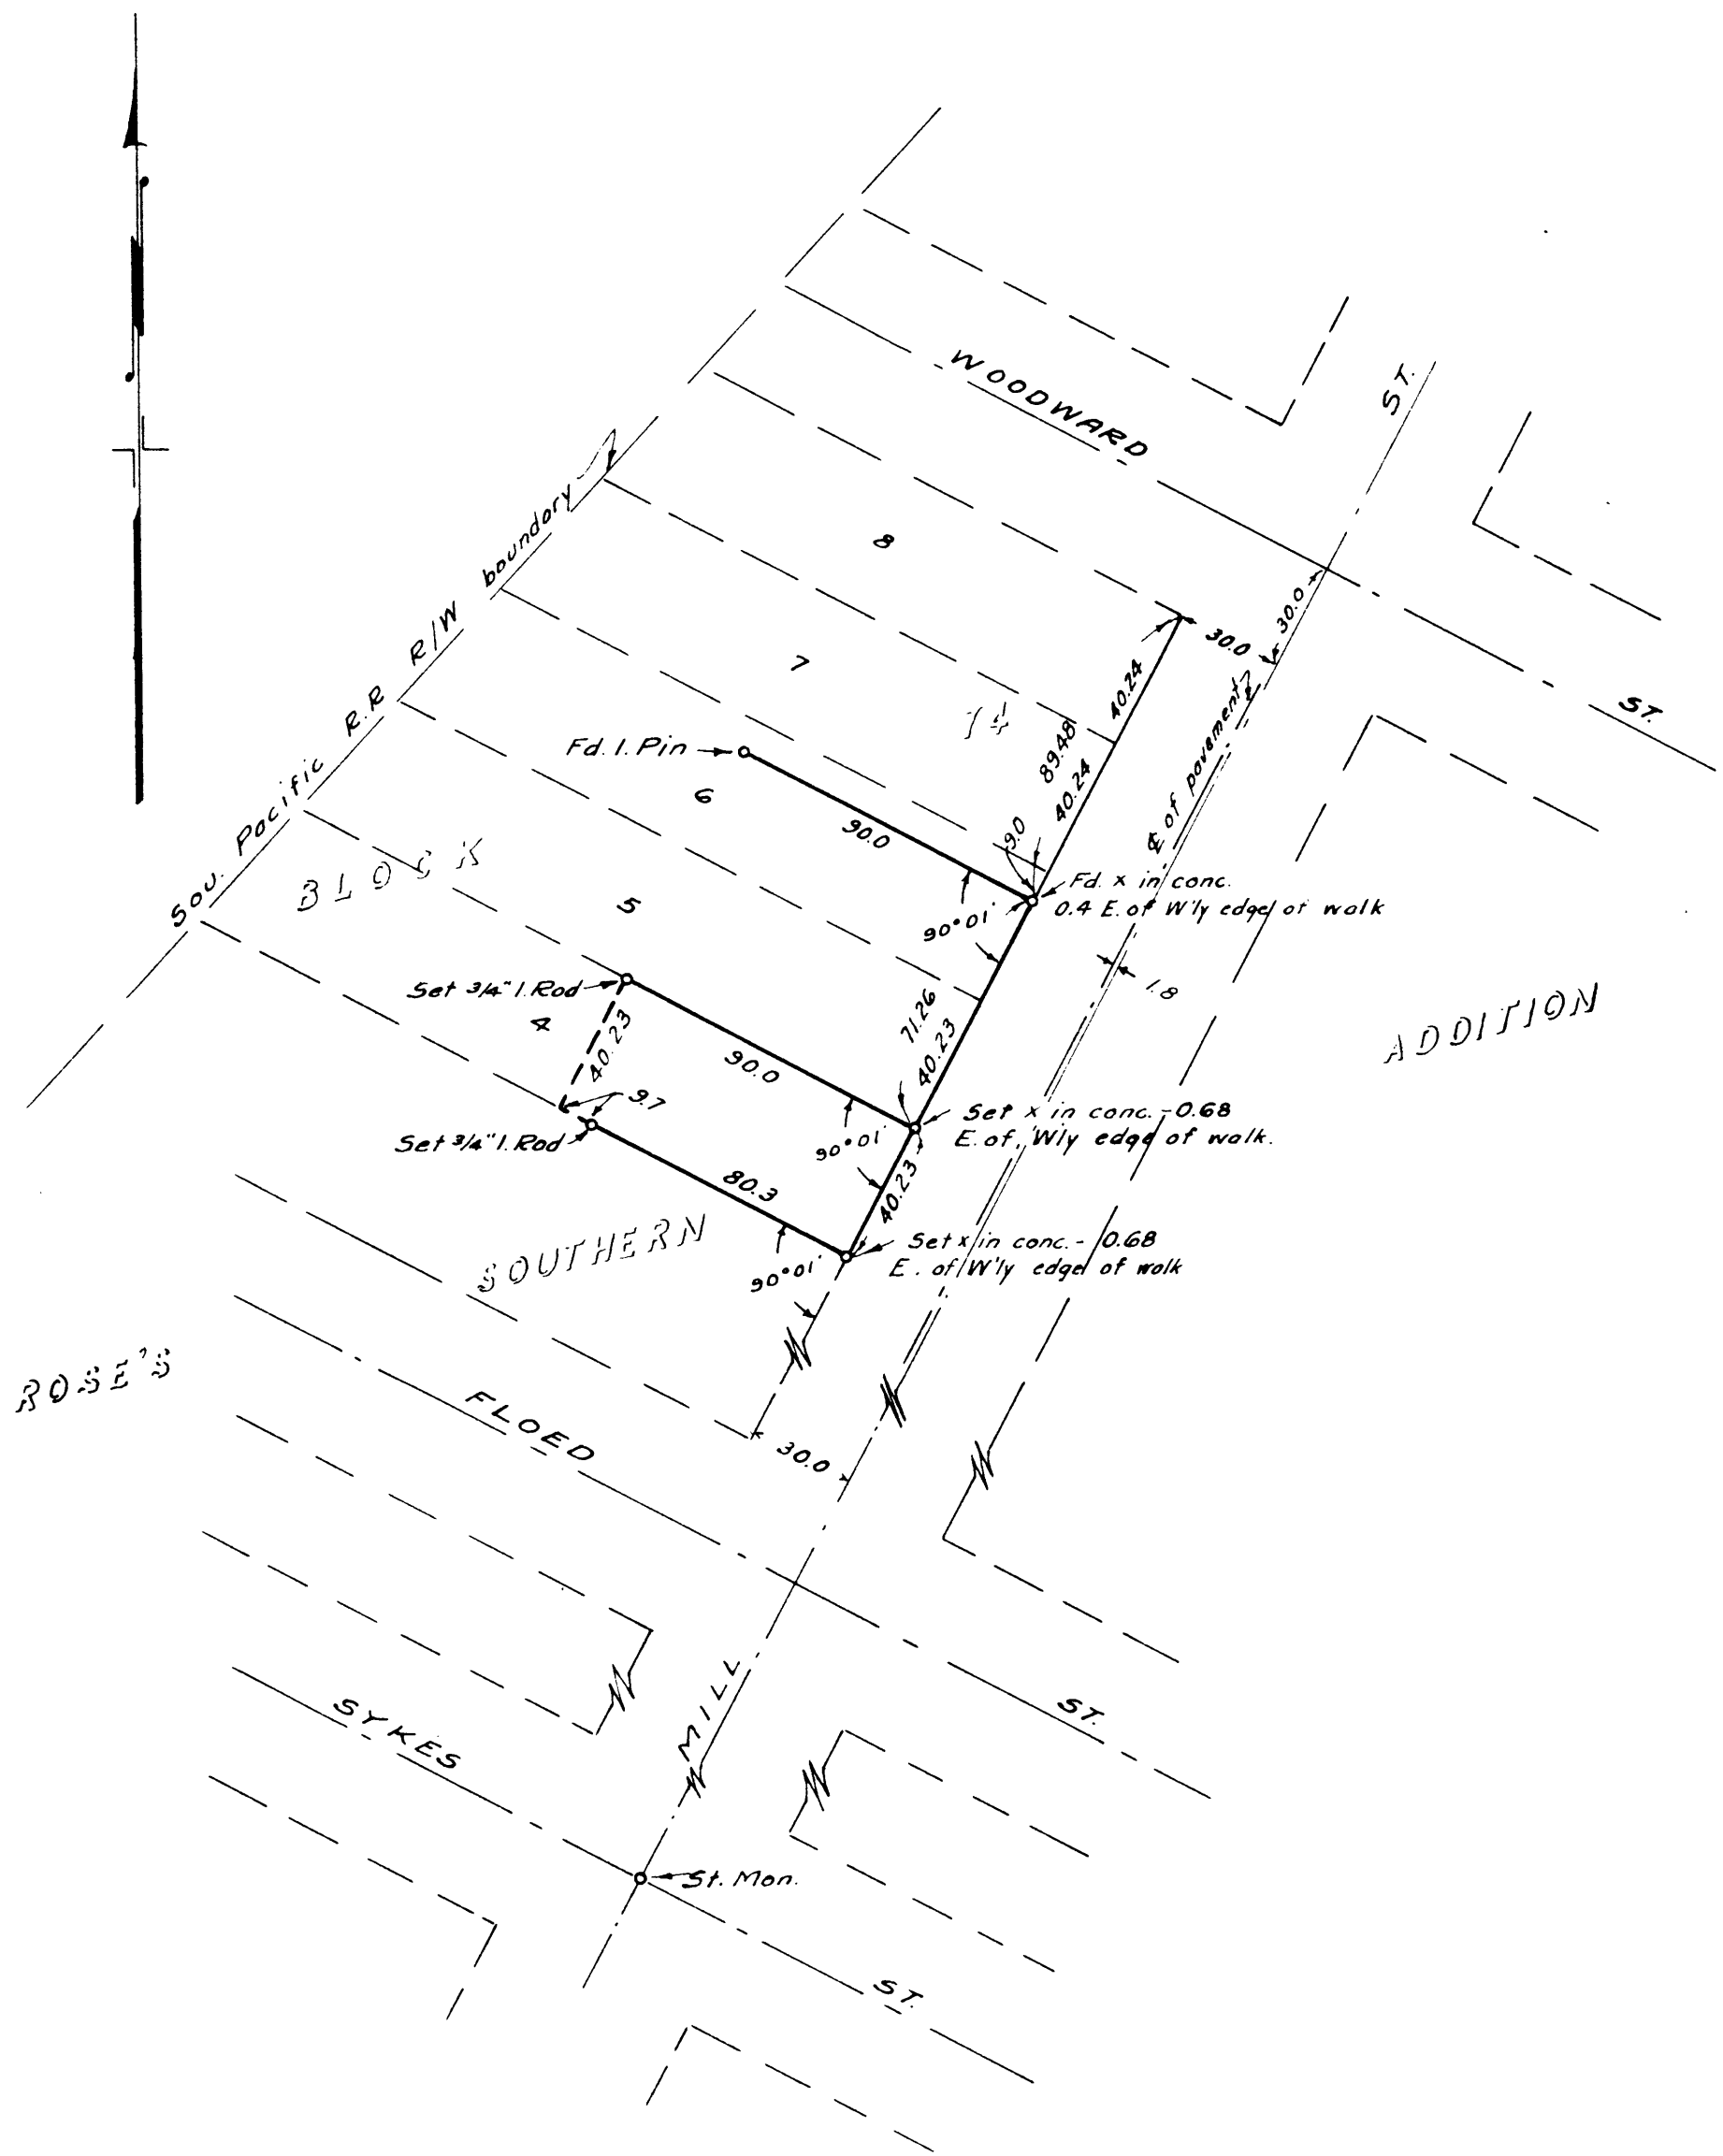 WOODWARD
ST.
ST.
30.0
30.0
8
7
74
6
5
4
Sou. Pacific R.R R/W boundary
BLOCK
Fd. I. Pin
90.0
9.0
89.48
40.24
40.24
₵ of pavement
Fd. x in conc.
0.4 E. of W'ly edge of walk
90°01'
1.8
ADDITION
Set 3/4" I. Rod
40.23
90.0
71.26
40.23
9.7
Set 3/4" I. Rod
Set x in conc. - 0.68
E. of W'ly edge of walk.
90°01'
40.23
80.3
Set x in conc. - 0.68
E. of W'ly edge of walk
90°01'
SOUTHERN
ROSE'S
FLOED
30.0
ST.
MILL
SYKES
St. Mon.
ST.